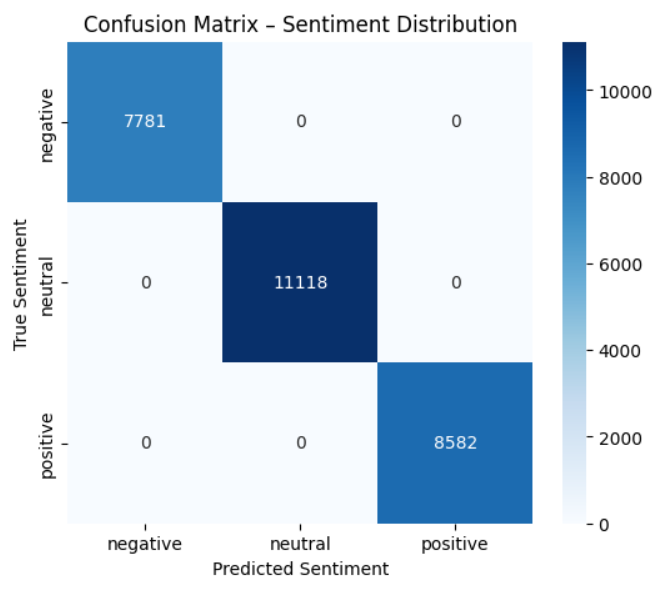 Confusion Matrix – Sentiment Distribution
True Sentiment
negative
7781 0 0
neutral
0 11118 0
positive
0 0 8582
negative neutral positive
Predicted Sentiment
10000
8000
6000
4000
2000
0